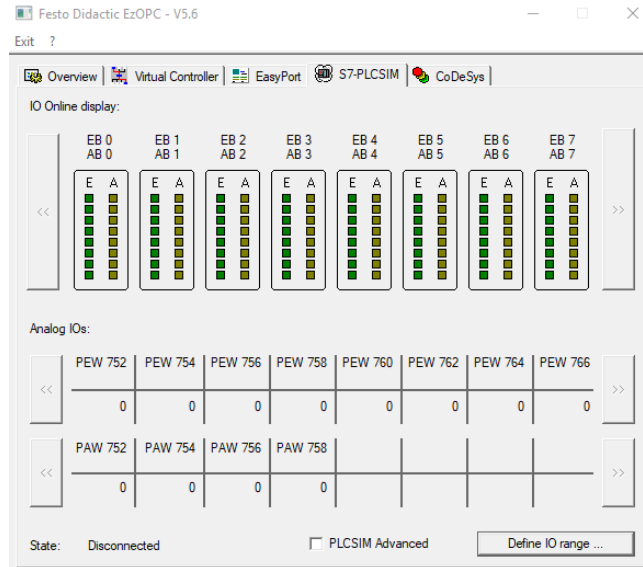 Festo Didactic EzOPC - V5.6
Exit ?
Overview Virtual Controller EasyPort S7-PLCSIM CoDeSys
IO Online display:
EB 0 EB 1 EB 2 EB 3 EB 4 EB 5 EB 6 EB 7
AB 0 AB 1 AB 2 AB 3 AB 4 AB 5 AB 6 AB 7
E A E A E A E A E A E A E A E A
<< >>
Analog IOs:
PEW 752 PEW 754 PEW 756 PEW 758 PEW 760 PEW 762 PEW 764 PEW 766
<< >>
0 0 0 0 0 0 0 0
PAW 752 PAW 754 PAW 756 PAW 758
<< >>
0 0 0 0
State: Disconnected PLCSIM Advanced Define IO range ...